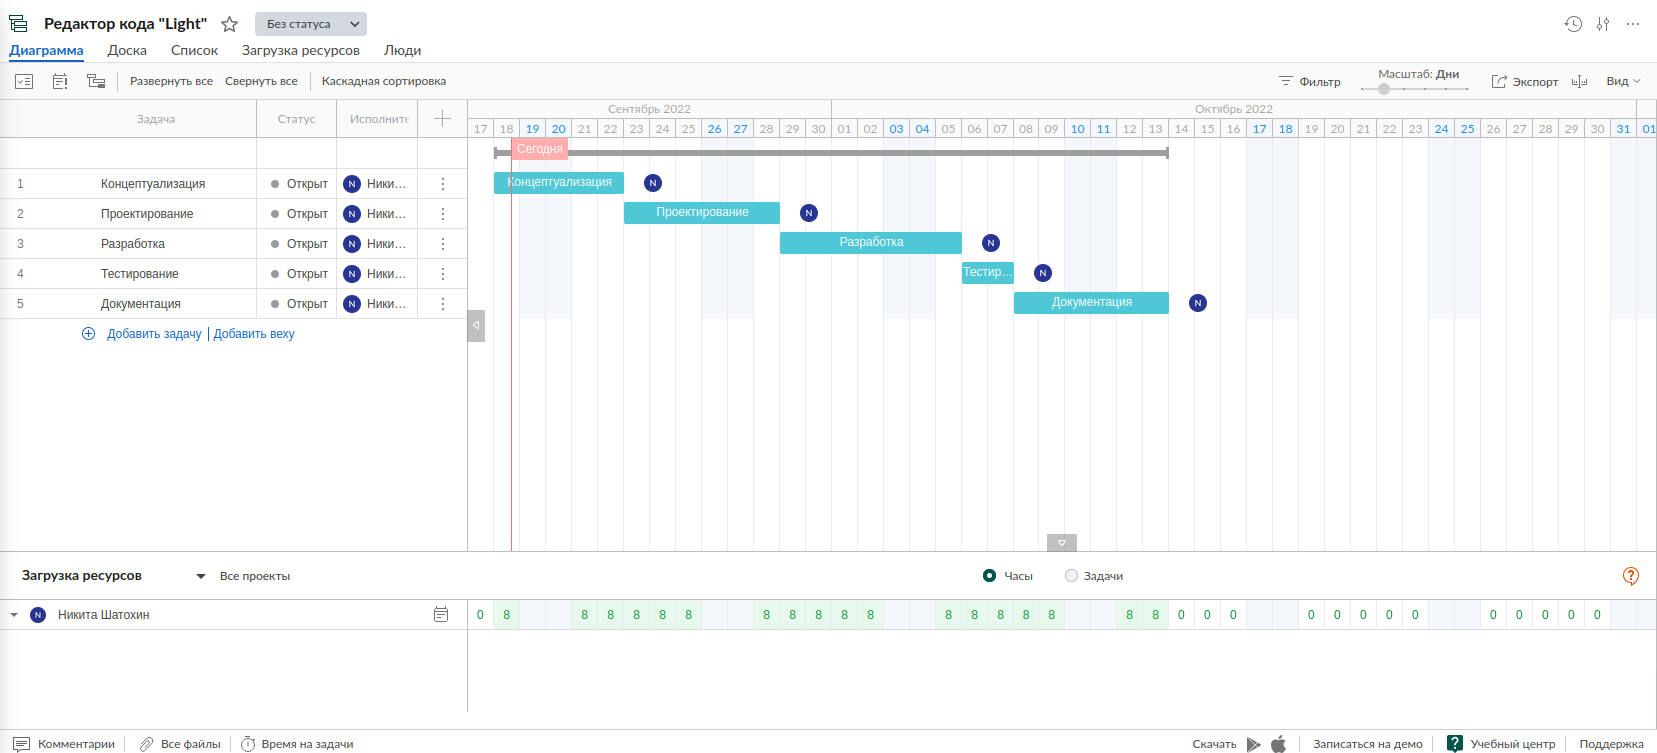 Редактор кода "Light" Без статуса
Диаграмма Доска Список Загрузка ресурсов Люди
Развернуть все Свернуть все Каскадная сортировка Фильтр Масштаб: Дни Экспорт Вид
Сентябрь 2022 Октябрь 2022
Задача Статус Исполните
17 18 19 20 21 22 23 24 25 26 27 28 29 30 01 02 03 04 05 06 07 08 09 10 11 12 13 14 15 16 17 18 19 20 21 22 23 24 25 26 27 28 29 30 31 01
Сегодня
1 Концептуализация Открыт N Ники... Концептуализация N
2 Проектирование Открыт N Ники... Проектирование N
3 Разработка Открыт N Ники... Разработка N
4 Тестирование Открыт N Ники... Тестир... N
5 Документация Открыт N Ники... Документация N
Добавить задачу | Добавить веху
Загрузка ресурсов Все проекты Часы Задачи ?
N Никита Шатохин 0 8 8 8 8 8 8 8 8 8 8 8 8 8 8 8 8 8 8 0 0 0 0 0 0 0 0 0 0 0 0 0
Комментарии Все файлы Время на задачи Скачать Записаться на демо ? Учебный центр Поддержка